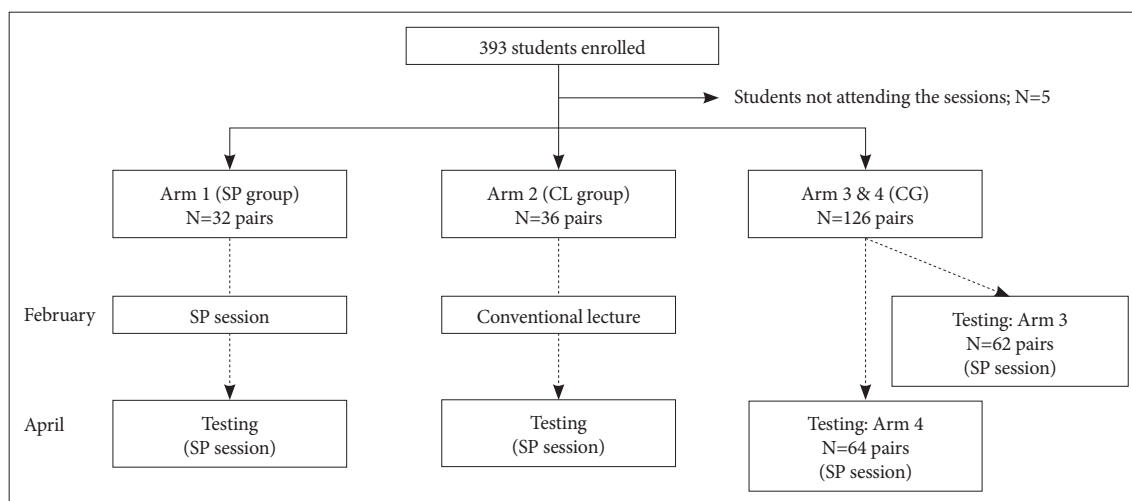 393 students enrolled
Students not attending the sessions; N=5
Arm 1 (SP group)
N=32 pairs
Arm 2 (CL group)
N=36 pairs
Arm 3 & 4 (CG)
N=126 pairs
February
SP session
Conventional lecture
Testing: Arm 3
N=62 pairs
(SP session)
April
Testing
(SP session)
Testing
(SP session)
Testing: Arm 4
N=64 pairs
(SP session)